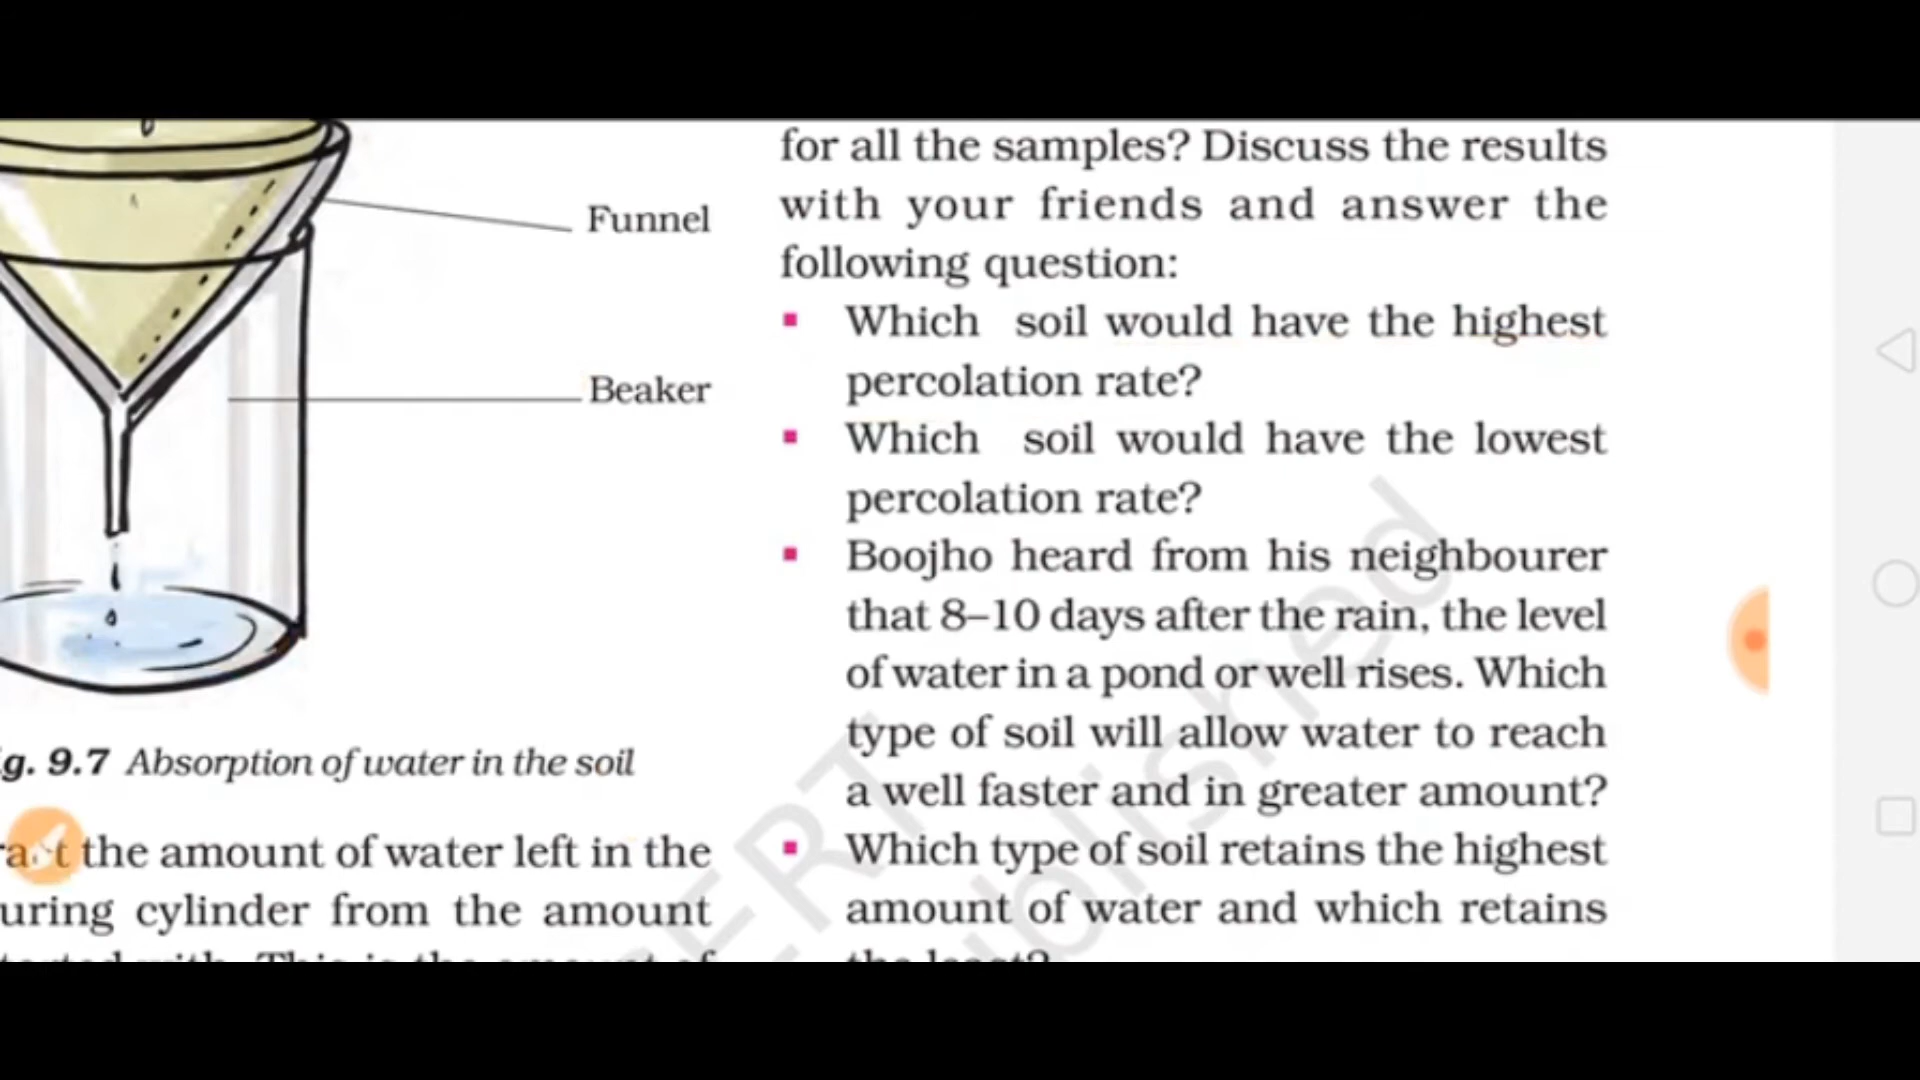 Funnel
Beaker
g. 9.7 Absorption of water in the soil
t the amount of water left in the
uring cylinder from the amount
for all the samples? Discuss the results
with your friends and answer the
following question:
▪ Which soil would have the highest
percolation rate?
▪ Which soil would have the lowest
percolation rate?
▪ Boojho heard from his neighbourer
that 8–10 days after the rain, the level
of water in a pond or well rises. Which
type of soil will allow water to reach
a well faster and in greater amount?
▪ Which type of soil retains the highest
amount of water and which retains
the least?